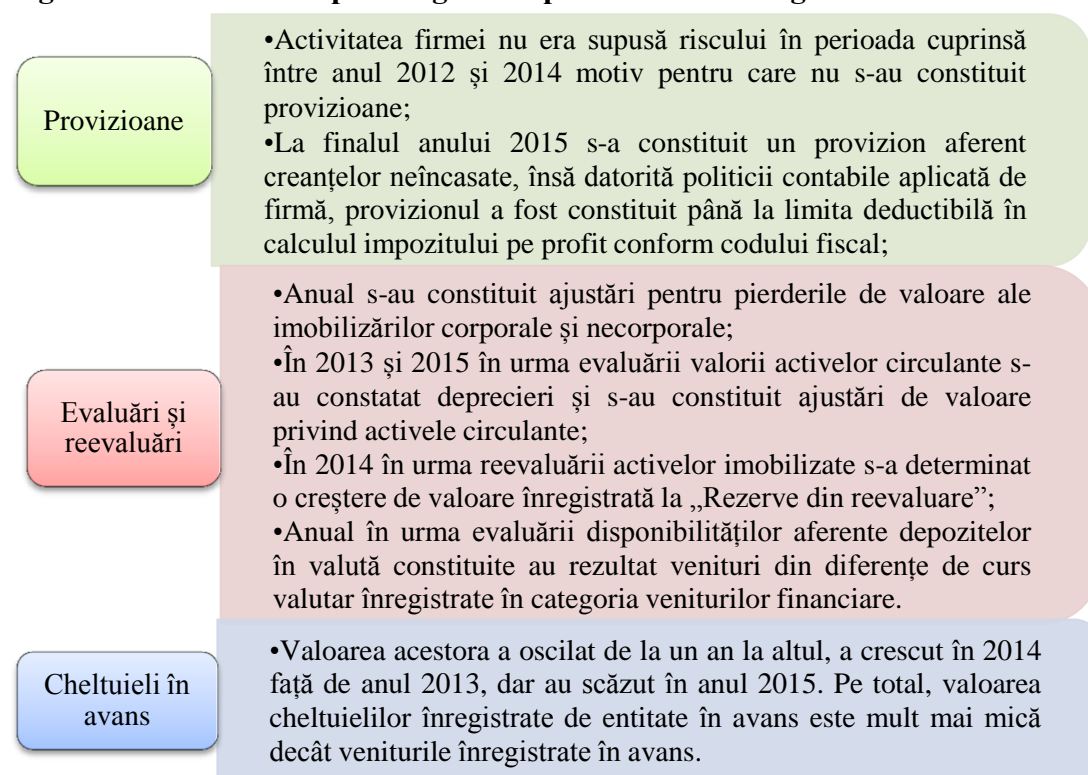 Provizioane
•Activitatea firmei nu era supusă riscului în perioada cuprinsă
între anul 2012 și 2014 motiv pentru care nu s-au constituit
provizioane;
•La finalul anului 2015 s-a constituit un provizion aferent
creanțelor neîncasate, însă datorită politicii contabile aplicată de
firmă, provizionul a fost constituit până la limita deductibilă în
calculul impozitului pe profit conform codului fiscal;
Evaluări și
reevaluări
•Anual s-au constituit ajustări pentru pierderile de valoare ale
imobilizărilor corporale și necorporale;
•În 2013 și 2015 în urma evaluării valorii activelor circulante s-
au constatat deprecieri și s-au constituit ajustări de valoare
privind activele circulante;
•În 2014 în urma reevaluării activelor imobilizate s-a determinat
o creștere de valoare înregistrată la „Rezerve din reevaluare”;
•Anual în urma evaluării disponibilităților aferente depozitelor
în valută constituite au rezultat venituri din diferențe de curs
valutar înregistrate în categoria veniturilor financiare.
Cheltuieli în
avans
•Valoarea acestora a oscilat de la un an la altul, a crescut în 2014
față de anul 2013, dar au scăzut în anul 2015. Pe total, valoarea
cheltuielilor înregistrate de entitate în avans este mult mai mică
decât veniturile înregistrate în avans.